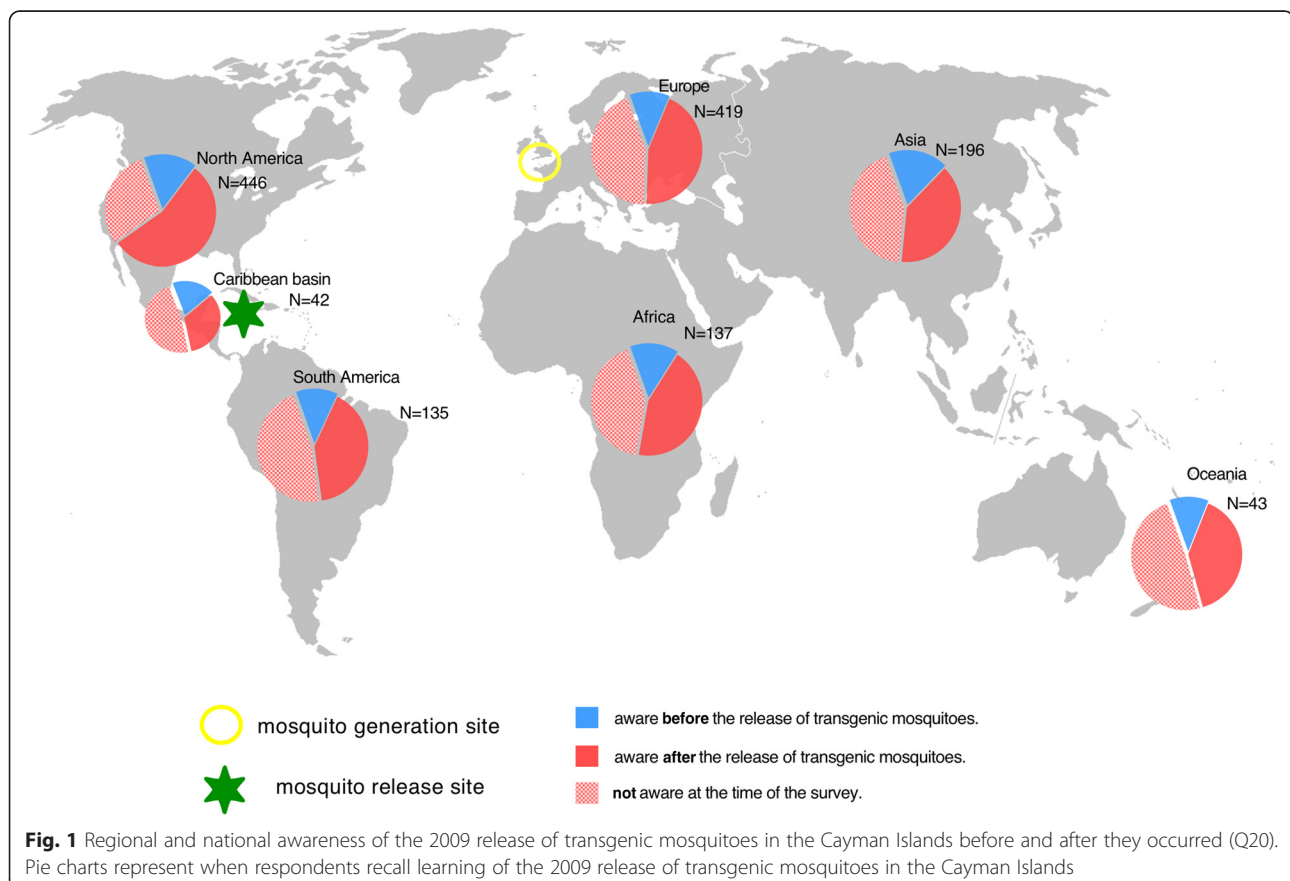 Europe
N=419
North America
N=446
Asia
N=196
Caribbean basin
N=42
Africa
N=137
South America
N=135
Oceania
N=43
mosquito generation site
mosquito release site
aware before the release of transgenic mosquitoes.
aware after the release of transgenic mosquitoes.
not aware at the time of the survey.
Fig. 1 Regional and national awareness of the 2009 release of transgenic mosquitoes in the Cayman Islands before and after they occurred (Q20).
Pie charts represent when respondents recall learning of the 2009 release of transgenic mosquitoes in the Cayman Islands